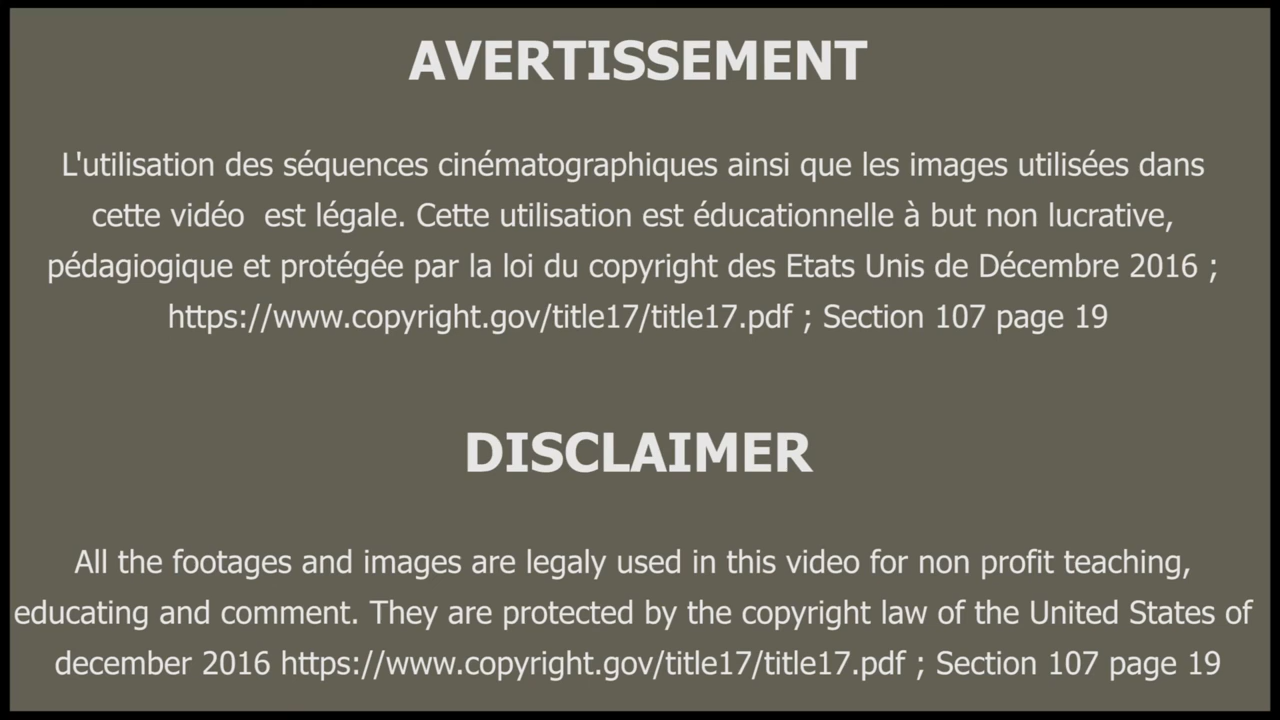 AVERTISSEMENT
L'utilisation des séquences cinématographiques ainsi que les images utilisées dans
cette vidéo  est légale. Cette utilisation est éducationnelle à but non lucrative,
pédagiogique et protégée par la loi du copyright des Etats Unis de Décembre 2016 ;
https://www.copyright.gov/title17/title17.pdf ; Section 107 page 19
DISCLAIMER
All the footages and images are legaly used in this video for non profit teaching,
educating and comment. They are protected by the copyright law of the United States of
december 2016 https://www.copyright.gov/title17/title17.pdf ; Section 107 page 19